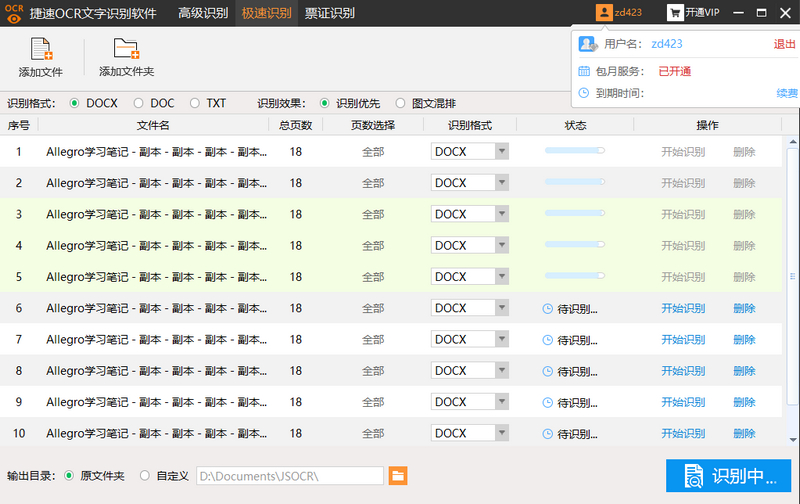 OCR 捷速OCR文字识别软件 高级识别 极速识别 票证识别 zd423 开通VIP
添加文件 添加文件夹
用户名： zd423 退出
包月服务： 已开通
到期时间： 续费
识别格式： DOCX DOC TXT 识别效果： 识别优先 图文混排
序号 文件名 总页数 页数选择 识别格式 状态 操作
1 Allegro学习笔记 - 副本 - 副本 - 副本 - 副本... 18 全部 DOCX 开始识别 删除
2 Allegro学习笔记 - 副本 - 副本 - 副本 - 副本... 18 全部 DOCX 开始识别 删除
3 Allegro学习笔记 - 副本 - 副本 - 副本 - 副本... 18 全部 DOCX 开始识别 删除
4 Allegro学习笔记 - 副本 - 副本 - 副本 - 副本... 18 全部 DOCX 开始识别 删除
5 Allegro学习笔记 - 副本 - 副本 - 副本 - 副本... 18 全部 DOCX 开始识别 删除
6 Allegro学习笔记 - 副本 - 副本 - 副本 - 副本... 18 全部 DOCX 待识别... 开始识别 删除
7 Allegro学习笔记 - 副本 - 副本 - 副本 - 副本... 18 全部 DOCX 待识别... 开始识别 删除
8 Allegro学习笔记 - 副本 - 副本 - 副本 - 副本... 18 全部 DOCX 待识别... 开始识别 删除
9 Allegro学习笔记 - 副本 - 副本 - 副本 - 副本... 18 全部 DOCX 待识别... 开始识别 删除
10 Allegro学习笔记 - 副本 - 副本 - 副本 - 副本... 18 全部 DOCX 待识别... 开始识别 删除
输出目录： 原文件夹 自定义 D:\Documents\JSOCR\ 识别中...